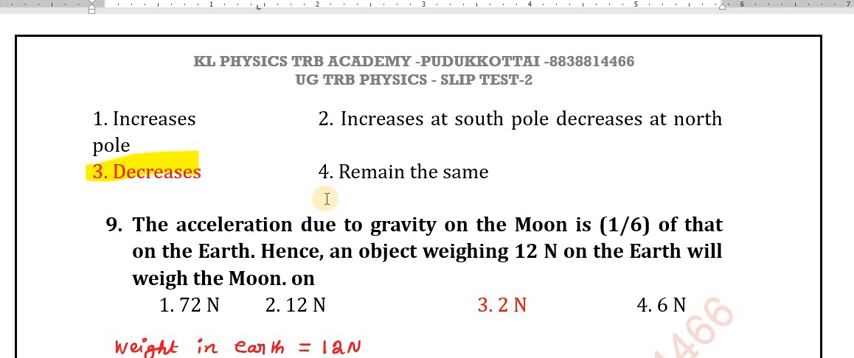 KL PHYSICS TRB ACADEMY -PUDUKKOTTAI -8838814466
UG TRB PHYSICS - SLIP TEST-2
1. Increases 2. Increases at south pole decreases at north
pole
3. Decreases 4. Remain the same
9. The acceleration due to gravity on the Moon is (1/6) of that
on the Earth. Hence, an object weighing 12 N on the Earth will
weigh the Moon. on
1. 72 N 2. 12 N 3. 2 N 4. 6 N
Weight in earth = 12N